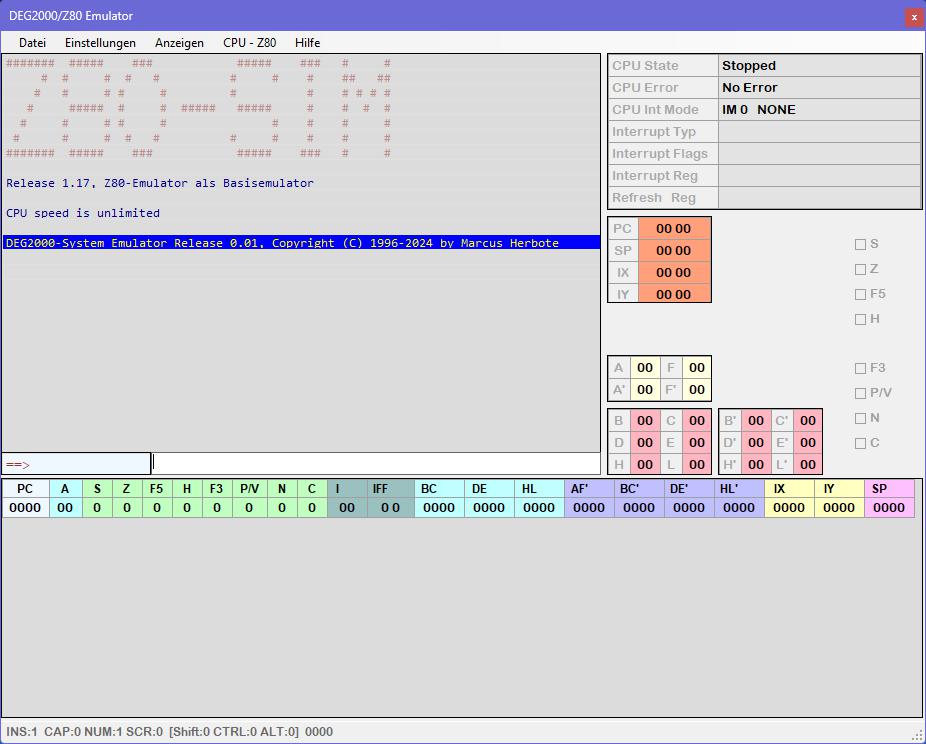 DEG2000/Z80 Emulator
x
Datei Einstellungen Anzeigen CPU - Z80 Hilfe
Z80-SIM
Release 1.17, Z80-Emulator als Basisemulator
CPU speed is unlimited
DEG2000-System Emulator Release 0.01, Copyright (C) 1996-2024 by Marcus Herbote
==>
CPU State Stopped
CPU Error No Error
CPU Int Mode IM 0 NONE
Interrupt Typ
Interrupt Flags
Interrupt Reg
Refresh Reg
PC 00 00
SP 00 00
IX 00 00
IY 00 00
S
Z
F5
H
F3
P/V
N
C
A 00 F 00
A' 00 F' 00
B 00 C 00 B' 00 C' 00
D 00 E 00 D' 00 E' 00
H 00 L 00 H' 00 L' 00
PC A S Z F5 H F3 P/V N C I IFF BC DE HL AF' BC' DE' HL' IX IY SP
0000 00 0 0 0 0 0 0 0 0 00 0 0 0000 0000 0000 0000 0000 0000 0000 0000 0000 0000
INS:1 CAP:0 NUM:1 SCR:0 [Shift:0 CTRL:0 ALT:0] 0000